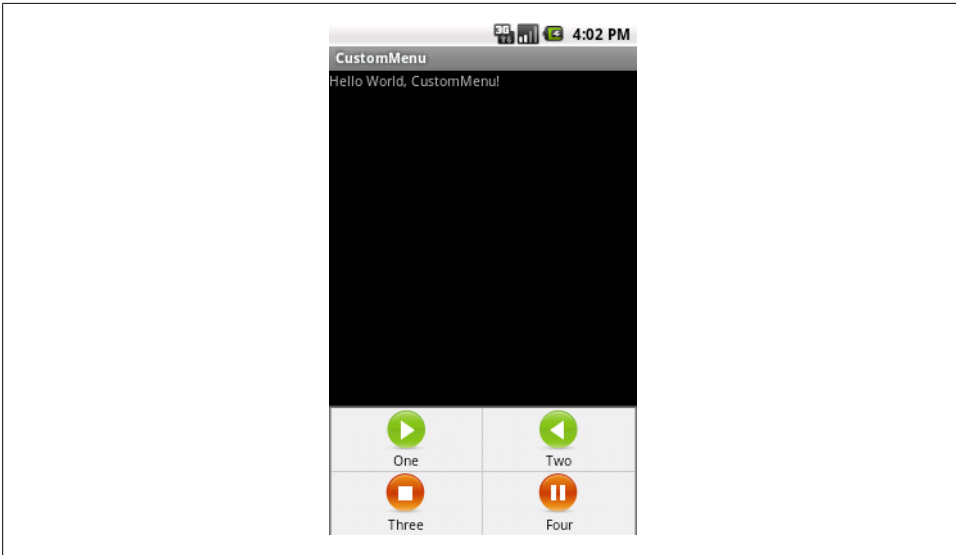 3G
4:02 PM
CustomMenu
Hello World, CustomMenu!
One
Two
Three
Four